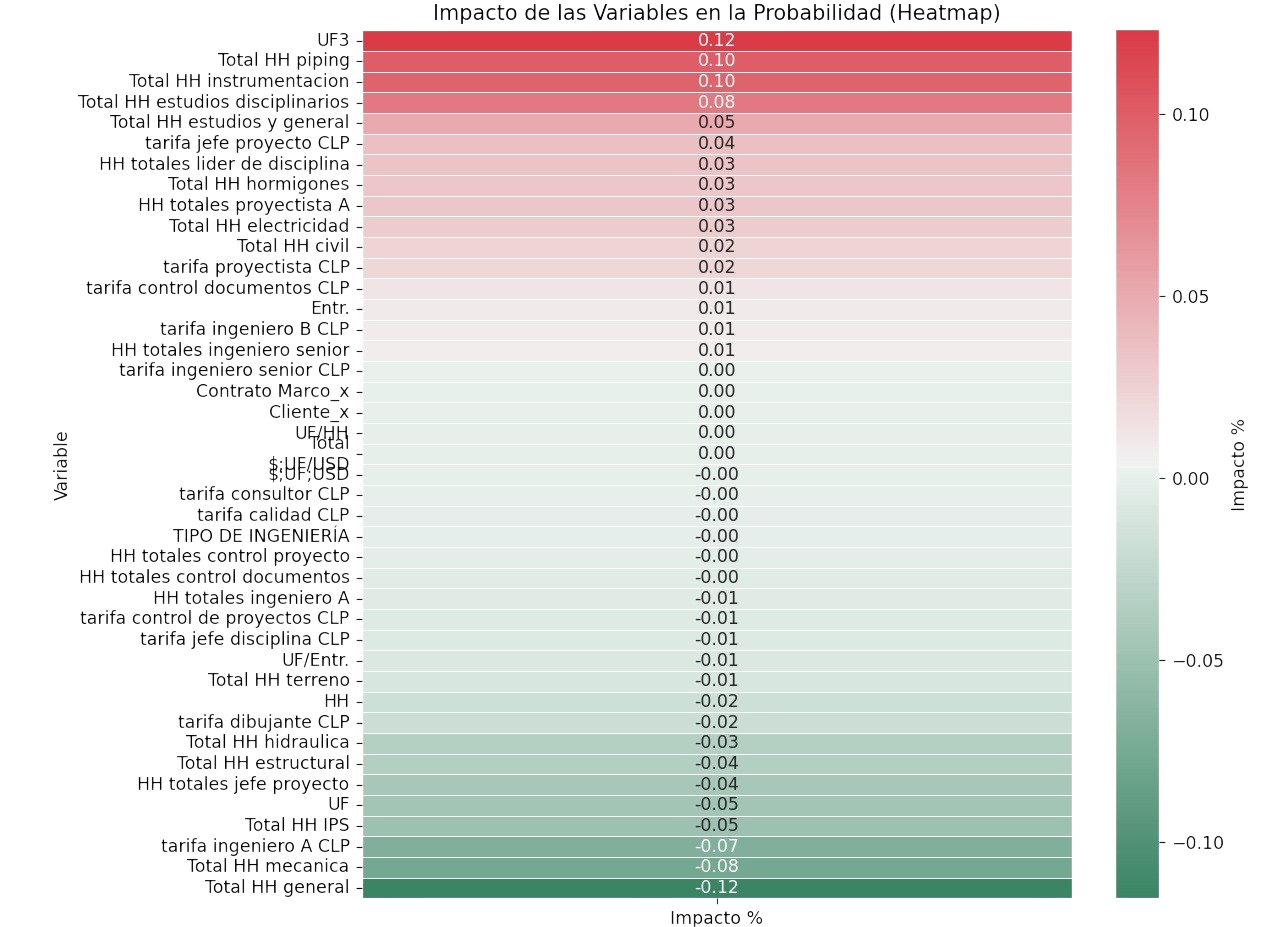 Impacto de las Variables en la Probabilidad (Heatmap)
UF3 0.12
Total HH piping 0.10
Total HH instrumentacion 0.10
Total HH estudios disciplinarios 0.08
Total HH estudios y general 0.05
tarifa jefe proyecto CLP 0.04
HH totales lider de disciplina 0.03
Total HH hormigones 0.03
HH totales proyectista A 0.03
Total HH electricidad 0.03
Total HH civil 0.02
tarifa proyectista CLP 0.02
tarifa control documentos CLP 0.01
Entr. 0.01
tarifa ingeniero B CLP 0.01
HH totales ingeniero senior 0.01
tarifa ingeniero senior CLP 0.00
Contrato Marco_x 0.00
Cliente_x 0.00
UF/HH 0.00
Total
$;UF/USD 0.00
$;UF;USD -0.00
tarifa consultor CLP -0.00
tarifa calidad CLP -0.00
TIPO DE INGENIERÍA -0.00
HH totales control proyecto -0.00
HH totales control documentos -0.00
HH totales ingeniero A -0.01
tarifa control de proyectos CLP -0.01
tarifa jefe disciplina CLP -0.01
UF/Entr. -0.01
Total HH terreno -0.01
HH -0.02
tarifa dibujante CLP -0.02
Total HH hidraulica -0.03
Total HH estructural -0.04
HH totales jefe proyecto -0.04
UF -0.05
Total HH IPS -0.05
tarifa ingeniero A CLP -0.07
Total HH mecanica -0.08
Total HH general -0.12
Impacto %
Variable
0.10
0.05
0.00
−0.05
−0.10
Impacto %